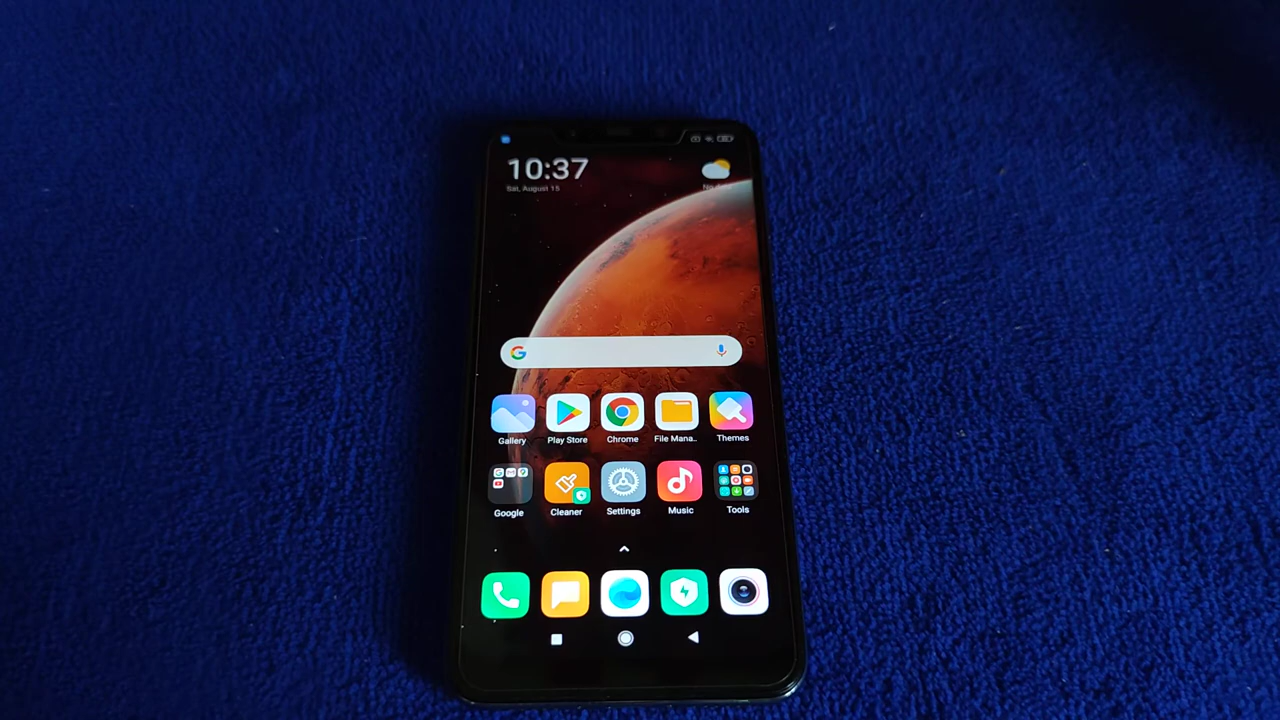 10:37
Sat, August 15
Gallery
Play Store
Chrome
File Mana..
Themes
Google
Cleaner
Settings
Music
Tools